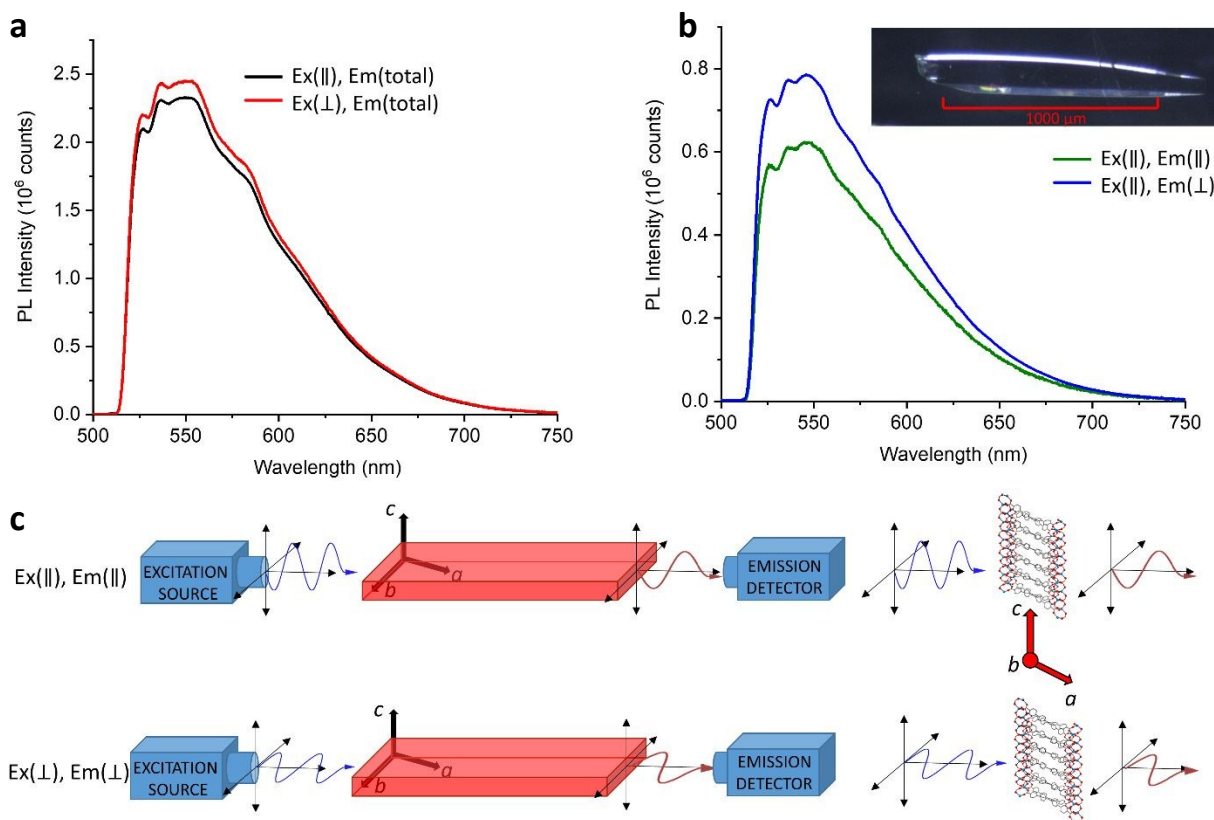 a
Ex(||), Em(total)
Ex(⊥), Em(total)
2.5
2.0
1.5
1.0
0.5
0.0
PL Intensity (10⁶ counts)
500 550 600 650 700 750
Wavelength (nm)
b
1000 µm
Ex(||), Em(||)
Ex(||), Em(⊥)
0.8
0.6
0.4
0.2
0.0
PL Intensity (10⁶ counts)
500 550 600 650 700 750
Wavelength (nm)
c
Ex(||), Em(||)
EXCITATION
SOURCE
c
b
a
EMISSION
DETECTOR
c
b
a
Ex(⊥), Em(⊥)
EXCITATION
SOURCE
c
b
a
EMISSION
DETECTOR